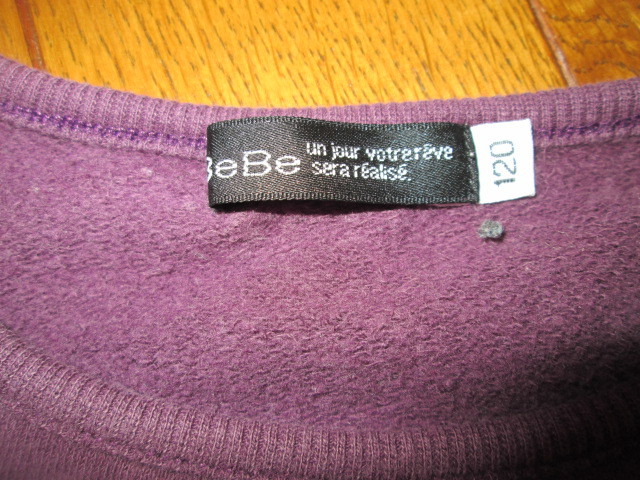 BeBe
un jour votre rêve
sera réalisé.
120